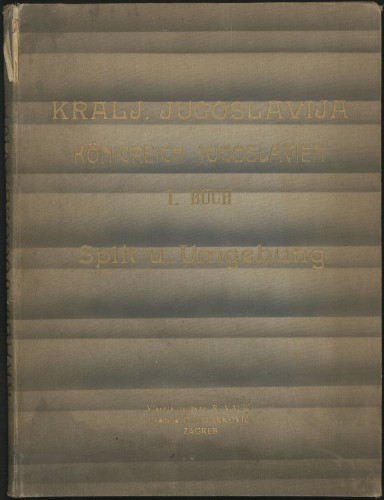 KRALJ. JUGOSLAVIJA
KÖNIGREICH JUGOSLAVIEN
I. BUCH
Split u. Umgebung
ZAGREB